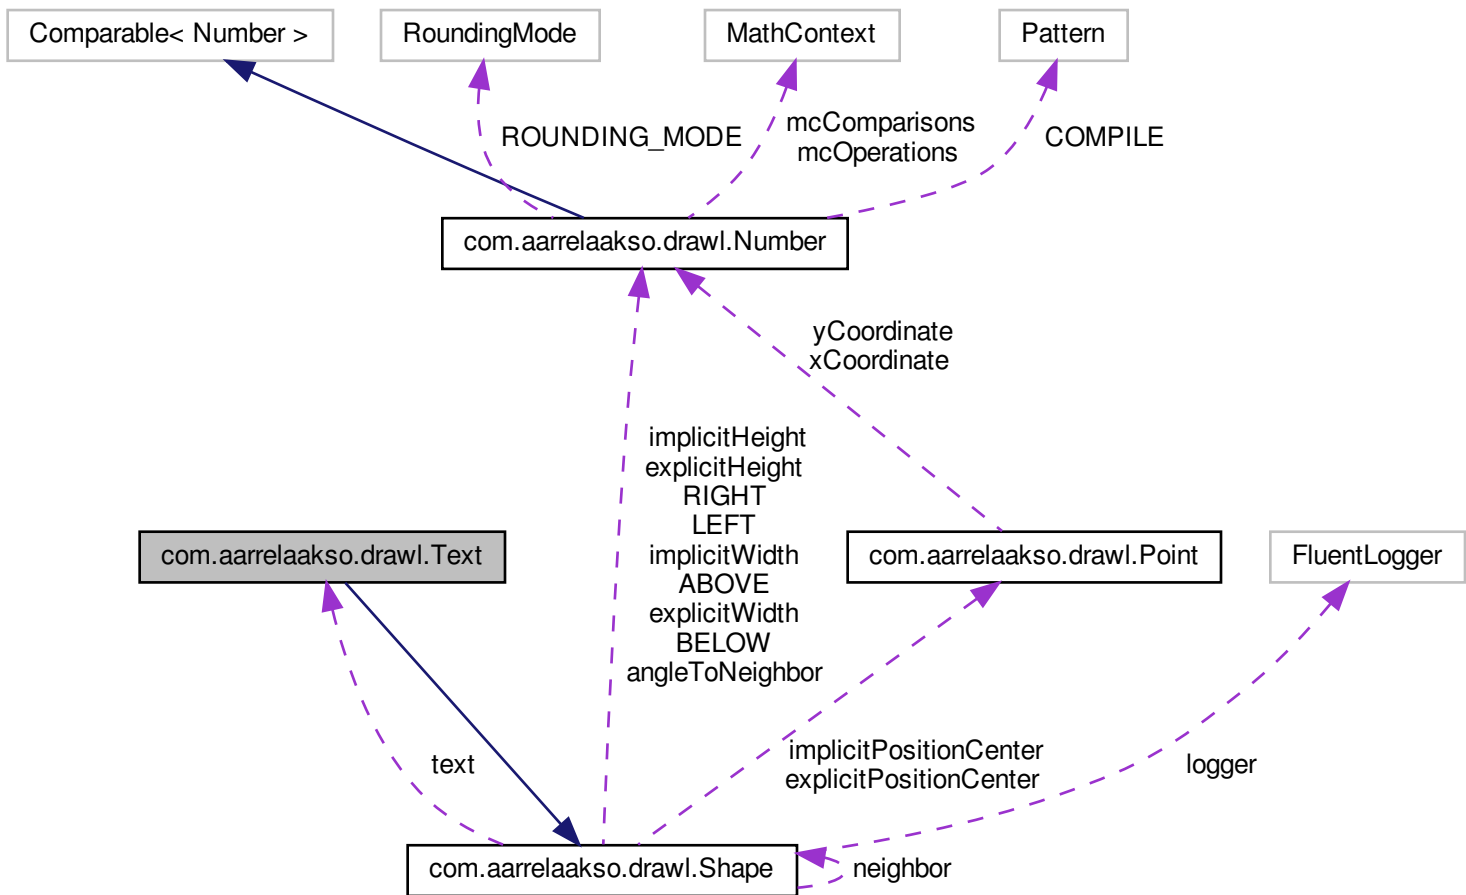 Comparable< Number >
RoundingMode
MathContext
Pattern
ROUNDING_MODE
mcComparisons
mcOperations
COMPILE
com.aarrelaakso.drawl.Number
yCoordinate
xCoordinate
implicitHeight
explicitHeight
RIGHT
LEFT
implicitWidth
ABOVE
explicitWidth
BELOW
angleToNeighbor
com.aarrelaakso.drawl.Text
com.aarrelaakso.drawl.Point
FluentLogger
text
implicitPositionCenter
explicitPositionCenter
logger
com.aarrelaakso.drawl.Shape
neighbor